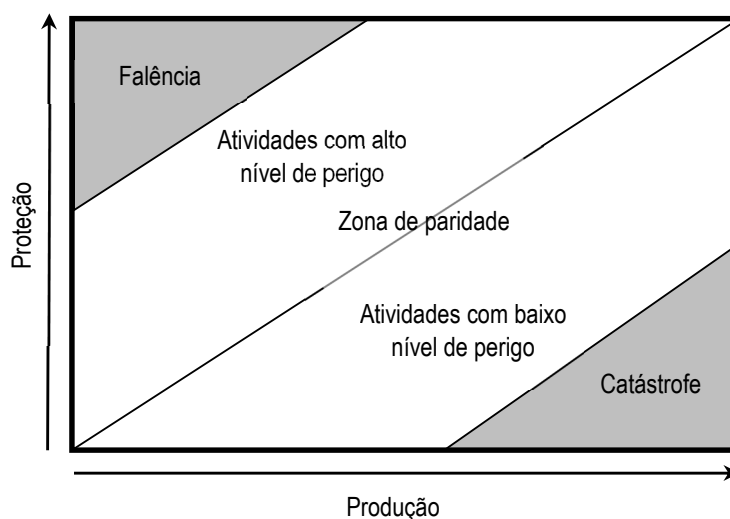 Falência
Atividades com alto
nível de perigo
Zona de paridade
Proteção
Atividades com baixo
nível de perigo
Catástrofe
Produção